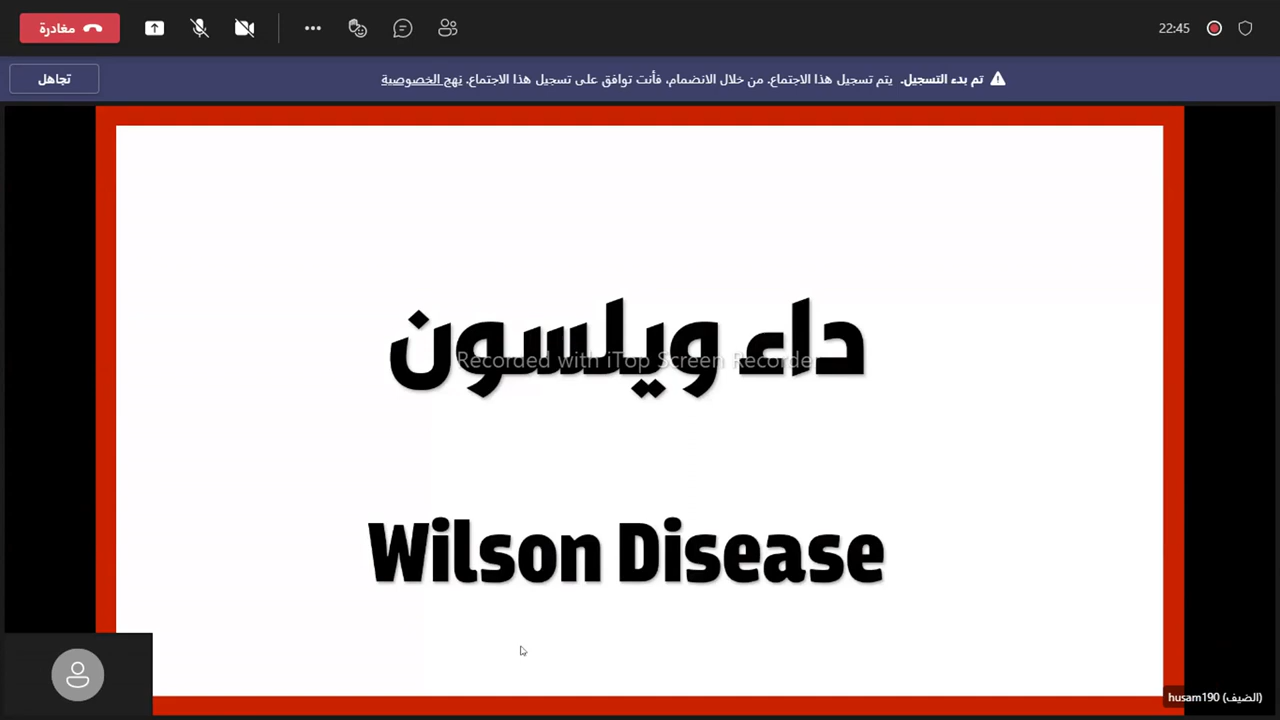 مغادرة
22:45
تم بدء التسجيل. يتم تسجيل هذا الاجتماع. من خلال الانضمام، فأنت توافق على تسجيل هذا الاجتماع. نهج الخصوصية
تجاهل
داء ويلسون
Recorded with iTop Screen Recorder
Wilson Disease
husam190 (الضيف)